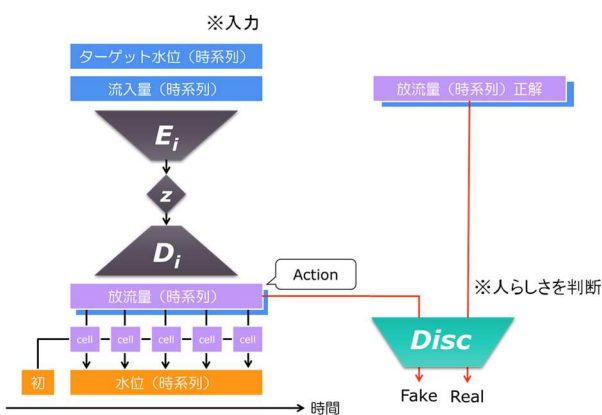 ※入力
ターゲット水位（時系列）
流入量（時系列）
放流量（時系列）正解
Ei
z
Di
Action
放流量（時系列）
※人らしさを判断
cell
cell
cell
cell
cell
Disc
初
水位（時系列）
Fake
Real
時間